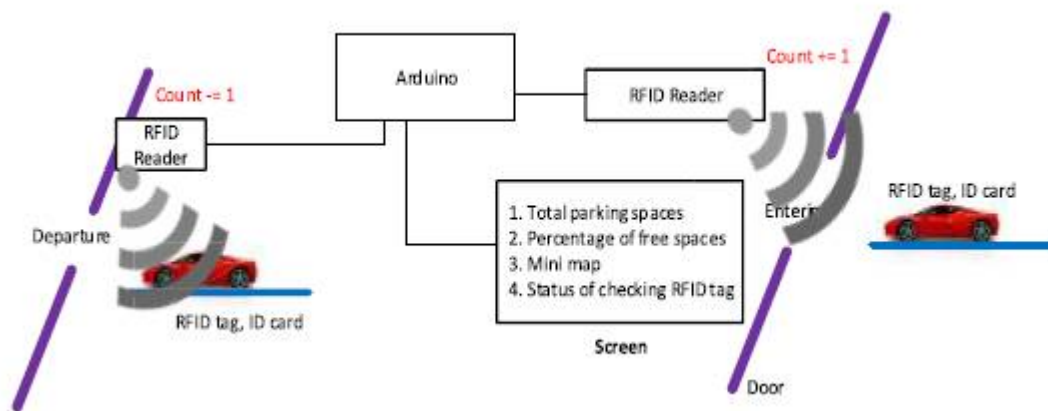 Count += 1
Arduino
RFID Reader
Count -= 1
RFID
Reader
RFID tag, ID card
1. Total parking spaces
2. Percentage of free spaces
3. Mini map
4. Status of checking RFID tag
Departure
RFID tag, ID card
Screen
Door